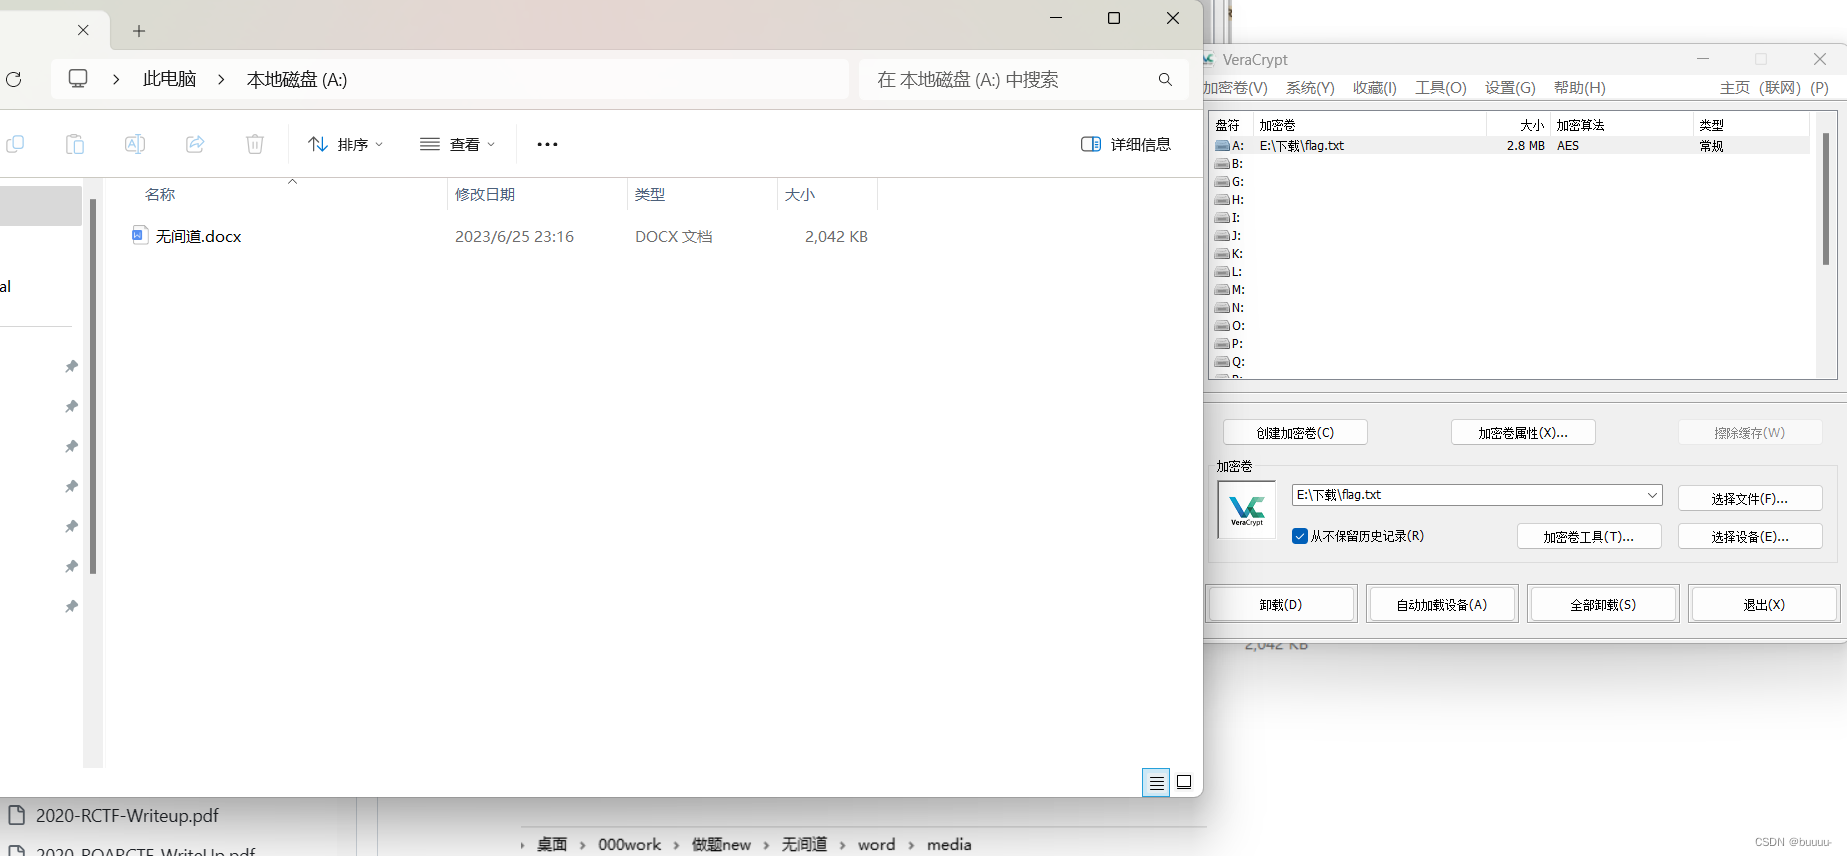 此电脑 本地磁盘 (A:)
在 本地磁盘 (A:) 中搜索
排序
查看
详细信息
名称 修改日期 类型 大小
无间道.docx 2023/6/25 23:16 DOCX 文档 2,042 KB
al
2020-RCTF-Writeup.pdf
2020-ROARCTF-WriteUp.pdf
桌面 000work 做题new 无间道 word media
VeraCrypt
加密卷(V) 系统(Y) 收藏(I) 工具(O) 设置(G) 帮助(H) 主页 (联网) (P)
盘符 加密卷 大小 加密算法 类型
A: E:\下载\flag.txt 2.8 MB AES 常规
B:
G:
H:
I:
J:
K:
L:
M:
N:
O:
P:
Q:
创建加密卷(C) 加密卷属性(X)... 擦除缓存(W)
加密卷
VeraCrypt
E:\下载\flag.txt
选择文件(F)...
从不保留历史记录(R)
加密卷工具(T)...
选择设备(E)...
卸载(D) 自动加载设备(A) 全部卸载(S) 退出(X)
2,042 KB
CSDN @buuuu·